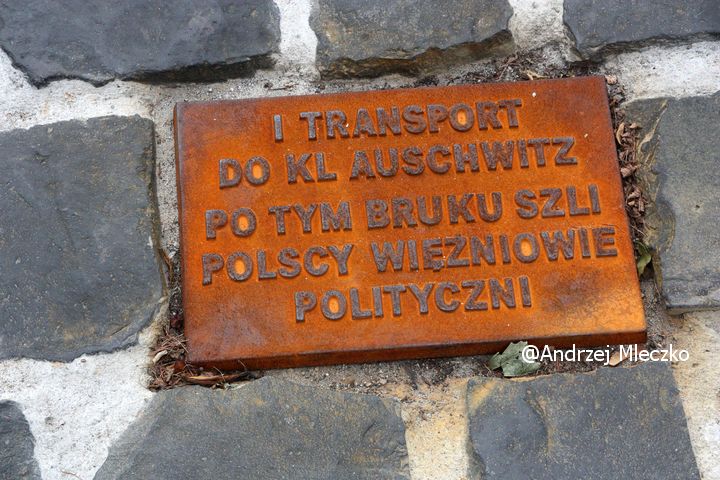 I TRANSPORT
DO KL AUSCHWITZ
PO TYM BRUKU SZLI
POLSCY WIĘŹNIOWIE
POLITYCZNI
@Andrzej Mleczko